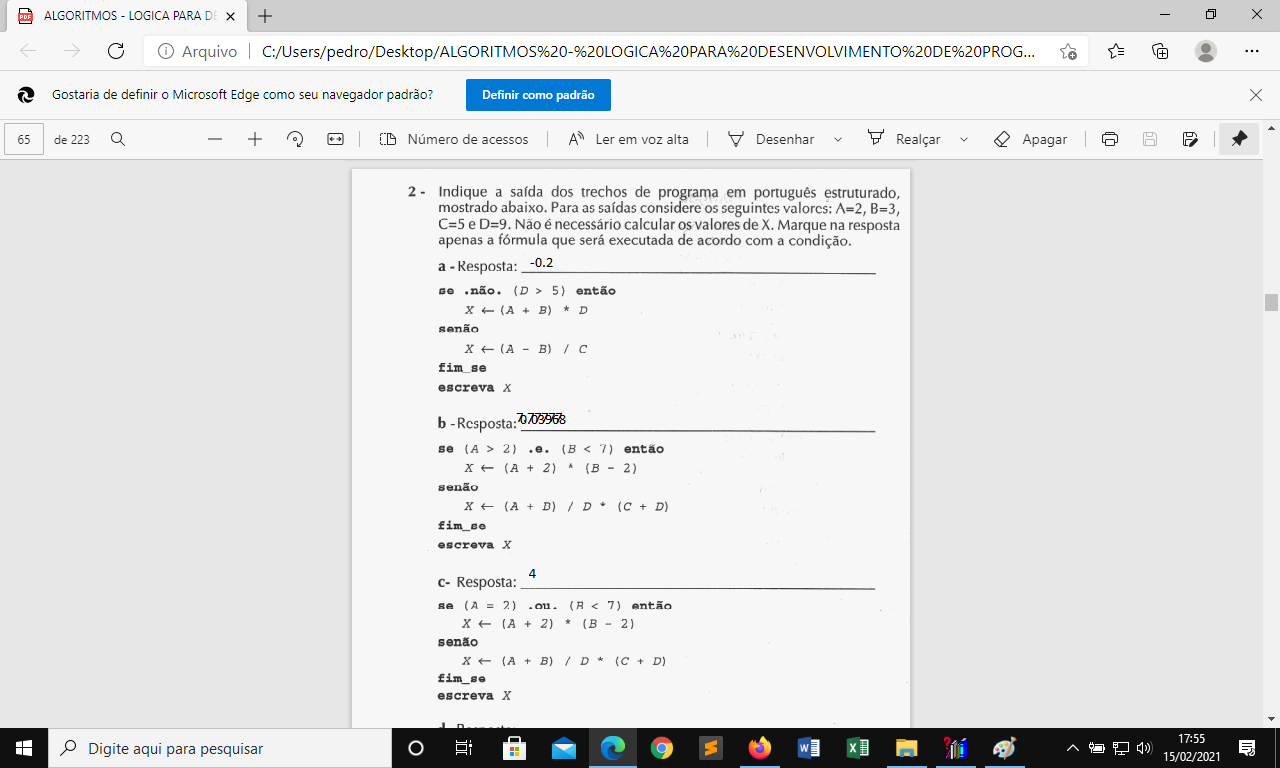 ALGORITMOS - LOGICA PARA DE
Arquivo
C:/Users/pedro/Desktop/ALGORITMOS%20-%20LOGICA%20PARA%20DESENVOLVIMENTO%20DE%20PROG...
Gostaria de definir o Microsoft Edge como seu navegador padrão?
Definir como padrão
65 de 223
Número de acessos
Ler em voz alta
Desenhar
Realçar
Apagar
2 - Indique a saída dos trechos de programa em português estruturado,
mostrado abaixo. Para as saídas considere os seguintes valores: A=2, B=3,
C=5 e D=9. Não é necessário calcular os valores de X. Marque na resposta
apenas a fórmula que será executada de acordo com a condição.
a - Resposta: -0.2
se .não. (D > 5) então
X ← (A + B) * D
senão
X ← (A - B) / C
fim_se
escreva X
b - Resposta:
se (A > 2) .e. (B < 7) então
X ← (A + 2) * (B - 2)
senão
X ← (A + B) / D * (C + D)
fim_se
escreva X
c- Resposta: 4
se (A = 2) .ou. (B < 7) então
X ← (A + 2) * (B - 2)
senão
X ← (A + B) / D * (C + D)
fim_se
escreva X
Digite aqui para pesquisar
17:55
15/02/2021